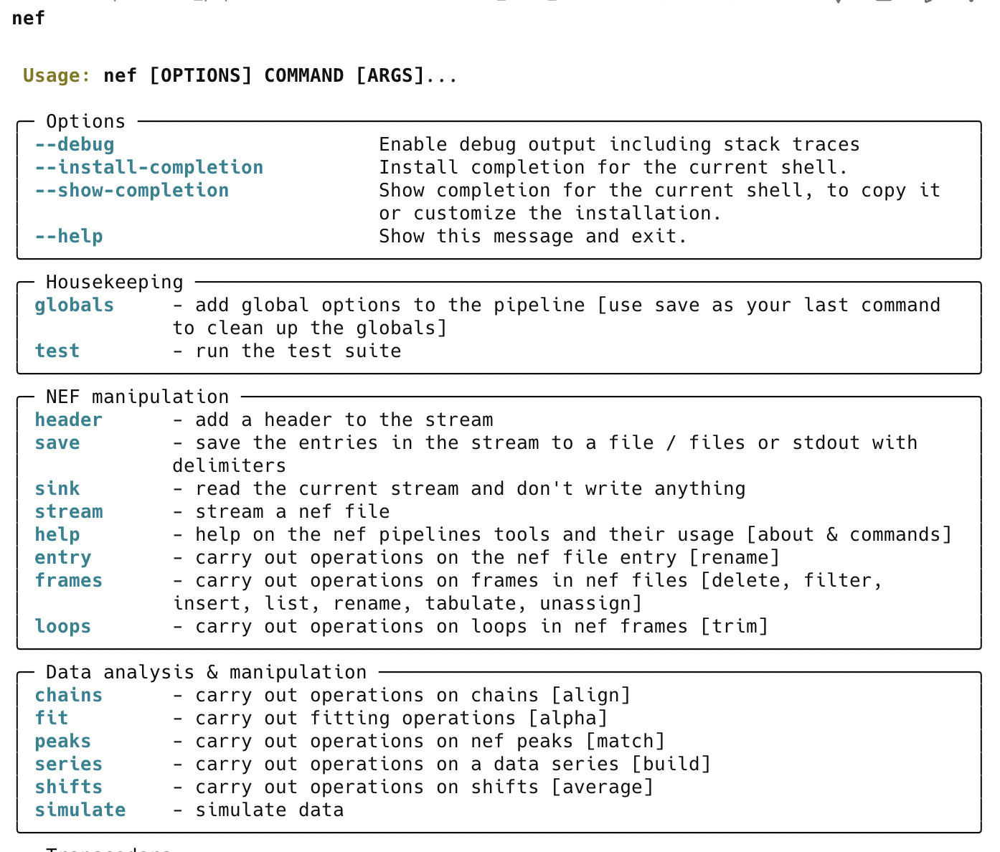 nef
Usage: nef [OPTIONS] COMMAND [ARGS]...
Options
--debug Enable debug output including stack traces
--install-completion Install completion for the current shell.
--show-completion Show completion for the current shell, to copy it
or customize the installation.
--help Show this message and exit.
Housekeeping
globals - add global options to the pipeline [use save as your last command
to clean up the globals]
test - run the test suite
NEF manipulation
header - add a header to the stream
save - save the entries in the stream to a file / files or stdout with
delimiters
sink - read the current stream and don't write anything
stream - stream a nef file
help - help on the nef pipelines tools and their usage [about & commands]
entry - carry out operations on the nef file entry [rename]
frames - carry out operations on frames in nef files [delete, filter,
insert, list, rename, tabulate, unassign]
loops - carry out operations on loops in nef frames [trim]
Data analysis & manipulation
chains - carry out operations on chains [align]
fit - carry out fitting operations [alpha]
peaks - carry out operations on nef peaks [match]
series - carry out operations on a data series [build]
shifts - carry out operations on shifts [average]
simulate - simulate data